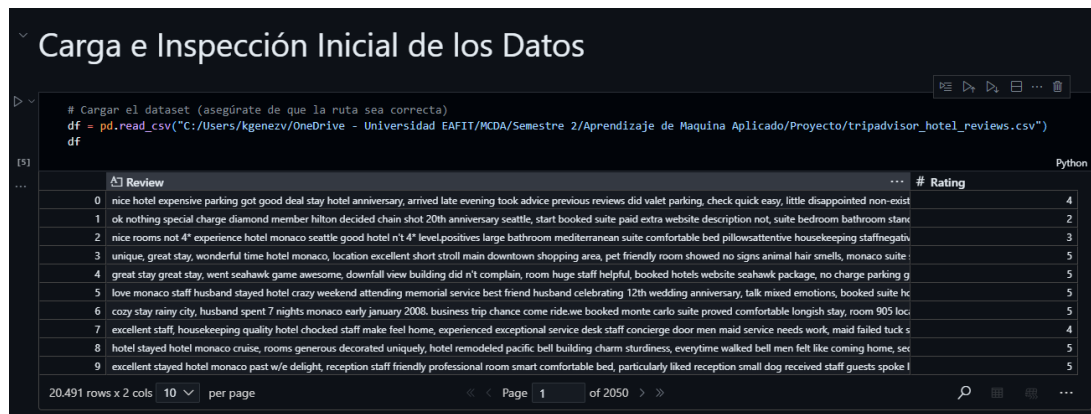 Carga e Inspección Inicial de los Datos
# Cargar el dataset (asegúrate de que la ruta sea correcta)
df = pd.read_csv("C:/Users/kgenezv/OneDrive - Universidad EAFIT/MCDA/Semestre 2/Aprendizaje de Maquina Aplicado/Proyecto/tripadvisor_hotel_reviews.csv")
df
[5]
Python
Review ... # Rating
0 nice hotel expensive parking got good deal stay hotel anniversary, arrived late evening took advice previous reviews did valet parking, check quick easy, little disappointed non-exist 4
1 ok nothing special charge diamond member hilton decided chain shot 20th anniversary seattle, start booked suite paid extra website description not, suite bedroom bathroom stand 2
2 nice rooms not 4* experience hotel monaco seattle good hotel n't 4* level.positives large bathroom mediterranean suite comfortable bed pillowsattentive housekeeping staffnegativ 3
3 unique, great stay, wonderful time hotel monaco, location excellent short stroll main downtown shopping area, pet friendly room showed no signs animal hair smells, monaco suite 5
4 great stay great stay, went seahawk game awesome, downfall view building did n't complain, room huge staff helpful, booked hotels website seahawk package, no charge parking g 5
5 love monaco staff husband stayed hotel crazy weekend attending memorial service best friend husband celebrating 12th wedding anniversary, talk mixed emotions, booked suite ho 5
6 cozy stay rainy city, husband spent 7 nights monaco early january 2008. business trip chance come ride.we booked monte carlo suite proved comfortable longish stay, room 905 loca 5
7 excellent staff, housekeeping quality hotel chocked staff make feel home, experienced exceptional service desk staff concierge door men maid service needs work, maid failed tuck s 4
8 hotel stayed hotel monaco cruise, rooms generous decorated uniquely, hotel remodeled pacific bell building charm sturdiness, everytime walked bell men felt like coming home, sec 5
9 excellent stayed hotel monaco past w/e delight, reception staff friendly professional room smart comfortable bed, particularly liked reception small dog received staff guests spoke l 5
20.491 rows x 2 cols 10 per page << < Page 1 of 2050 > >> ...